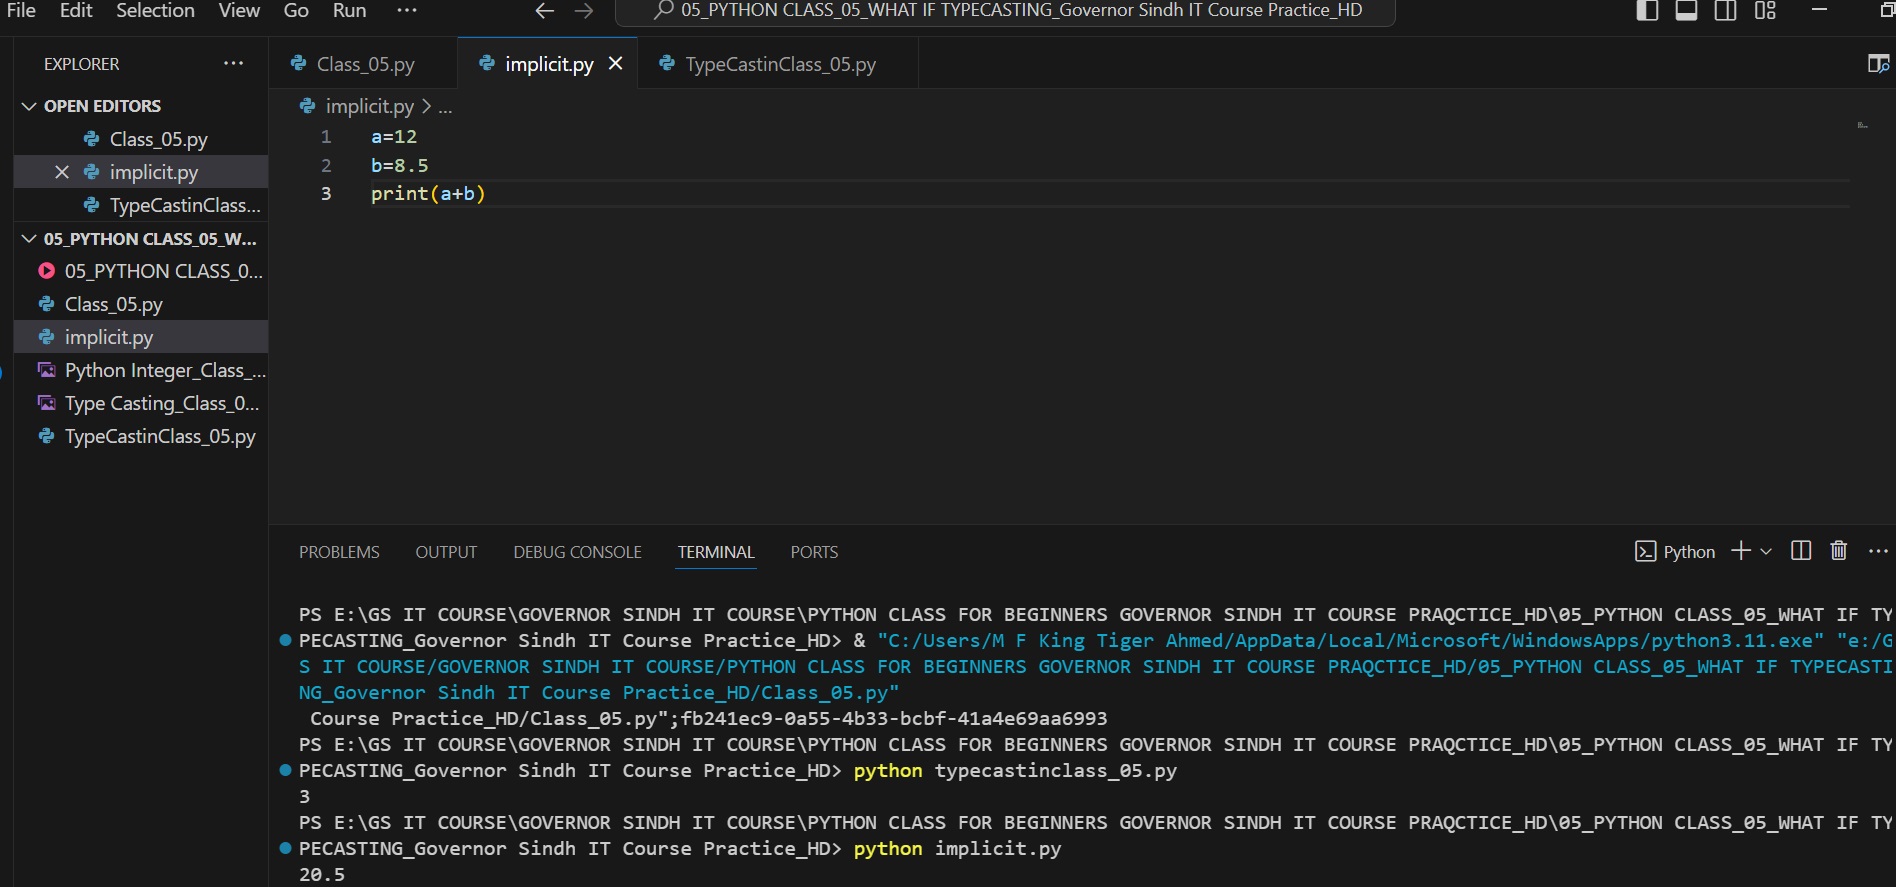 File Edit Selection View Go Run ...
05_PYTHON CLASS_05_WHAT IF TYPECASTING_Governor Sindh IT Course Practice_HD
EXPLORER ...
Class_05.py implicit.py TypeCastinClass_05.py
OPEN EDITORS
Class_05.py
implicit.py
TypeCastinClass...
05_PYTHON CLASS_05_W...
05_PYTHON CLASS_0...
Class_05.py
implicit.py
Python Integer_Class_...
Type Casting_Class_0...
TypeCastinClass_05.py
implicit.py > ...
1 a=12
2 b=8.5
3 print(a+b)
PROBLEMS OUTPUT DEBUG CONSOLE TERMINAL PORTS
Python ...
PS E:\GS IT COURSE\GOVERNOR SINDH IT COURSE\PYTHON CLASS FOR BEGINNERS GOVERNOR SINDH IT COURSE PRAQCTICE_HD\05_PYTHON CLASS_05_WHAT IF TY
PECASTING_Governor Sindh IT Course Practice_HD> & "C:/Users/M F King Tiger Ahmed/AppData/Local/Microsoft/WindowsApps/python3.11.exe" "e:/G
S IT COURSE/GOVERNOR SINDH IT COURSE/PYTHON CLASS FOR BEGINNERS GOVERNOR SINDH IT COURSE PRAQCTICE_HD/05_PYTHON CLASS_05_WHAT IF TYPECASTI
NG_Governor Sindh IT Course Practice_HD/Class_05.py"
Course Practice_HD/Class_05.py";fb241ec9-0a55-4b33-bcbf-41a4e69aa6993
PS E:\GS IT COURSE\GOVERNOR SINDH IT COURSE\PYTHON CLASS FOR BEGINNERS GOVERNOR SINDH IT COURSE PRAQCTICE_HD\05_PYTHON CLASS_05_WHAT IF TY
PECASTING_Governor Sindh IT Course Practice_HD> python typecastinclass_05.py
3
PS E:\GS IT COURSE\GOVERNOR SINDH IT COURSE\PYTHON CLASS FOR BEGINNERS GOVERNOR SINDH IT COURSE PRAQCTICE_HD\05_PYTHON CLASS_05_WHAT IF TY
PECASTING_Governor Sindh IT Course Practice_HD> python implicit.py
20.5